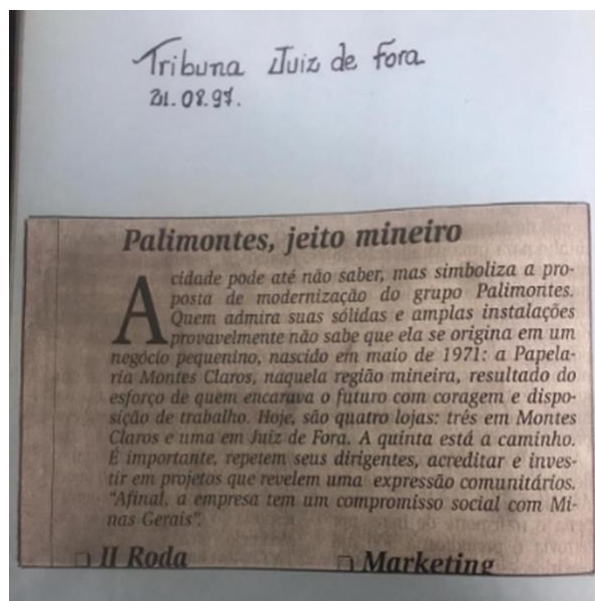 Tribuna Juiz de Fora
21.08.97.
Palimontes, jeito mineiro
A cidade pode até não saber, mas simboliza a pro-
posta de modernização do grupo Palimontes.
Quem admira suas sólidas e amplas instalações
provavelmente não sabe que ela se origina em um
negócio pequenino, nascido em maio de 1971: a Papela-
ria Montes Claros, naquela região mineira, resultado do
esforço de quem encarava o futuro com coragem e dispo-
sição de trabalho. Hoje, são quatro lojas: três em Montes
Claros e uma em Juiz de Fora. A quinta está a caminho.
É importante, repetem seus dirigentes, acreditar e inves-
tir em projetos que revelem uma expressão comunitários.
"Afinal, a empresa tem um compromisso social com Mi-
nas Gerais".
II Roda
Marketing